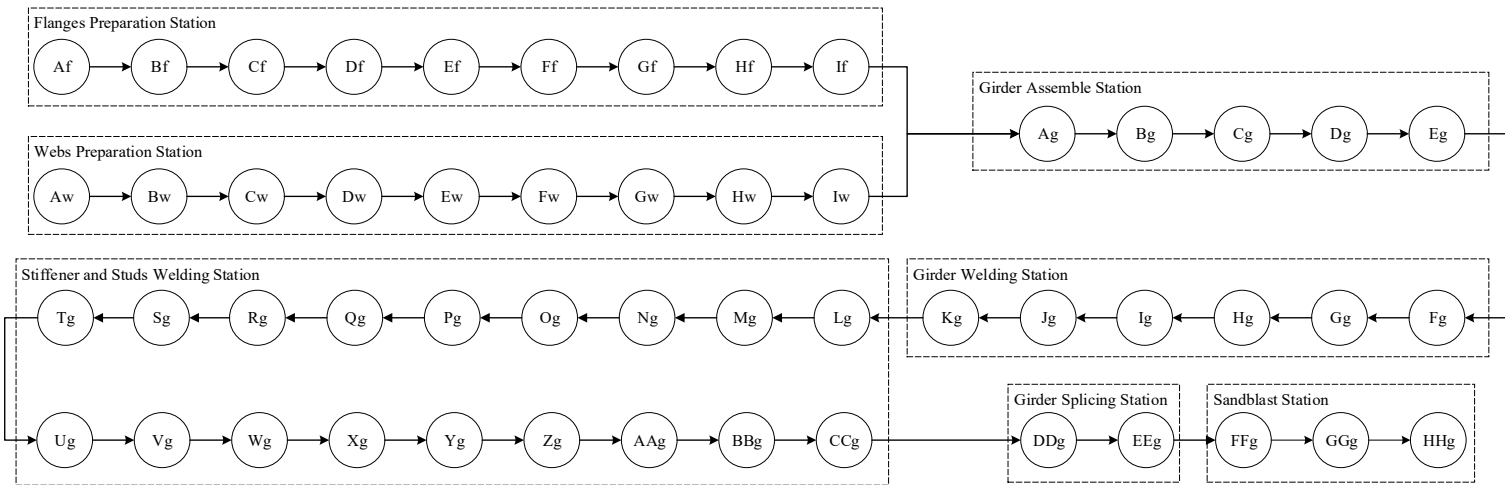 Flanges Preparation Station
Af Bf Cf Df Ef Ff Gf Hf If
Girder Assemble Station
Ag Bg Cg Dg Eg
Webs Preparation Station
Aw Bw Cw Dw Ew Fw Gw Hw Iw
Stiffener and Studs Welding Station
Tg Sg Rg Qg Pg Og Ng Mg Lg
Girder Welding Station
Kg Jg Ig Hg Gg Fg
Ug Vg Wg Xg Yg Zg AAg BBg CCg
Girder Splicing Station
DDg EEg
Sandblast Station
FFg GGg HHg